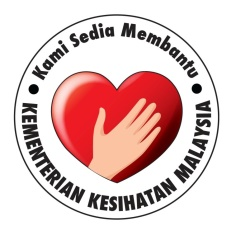 Kami Sedia Membantu
KEMENTERIAN KESIHATAN MALAYSIA